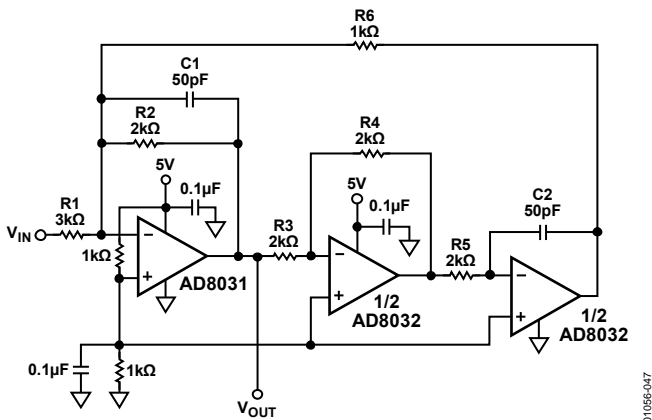 R6
1kΩ
C1
50pF
R2
2kΩ
R4
2kΩ
5V
0.1µF
5V
0.1µF
C2
50pF
R1
3kΩ
VIN
R3
2kΩ
R5
2kΩ
1kΩ
−
+
−
+
−
+
AD8031
1/2
AD8032
1/2
AD8032
0.1µF
1kΩ
VOUT
01056-047